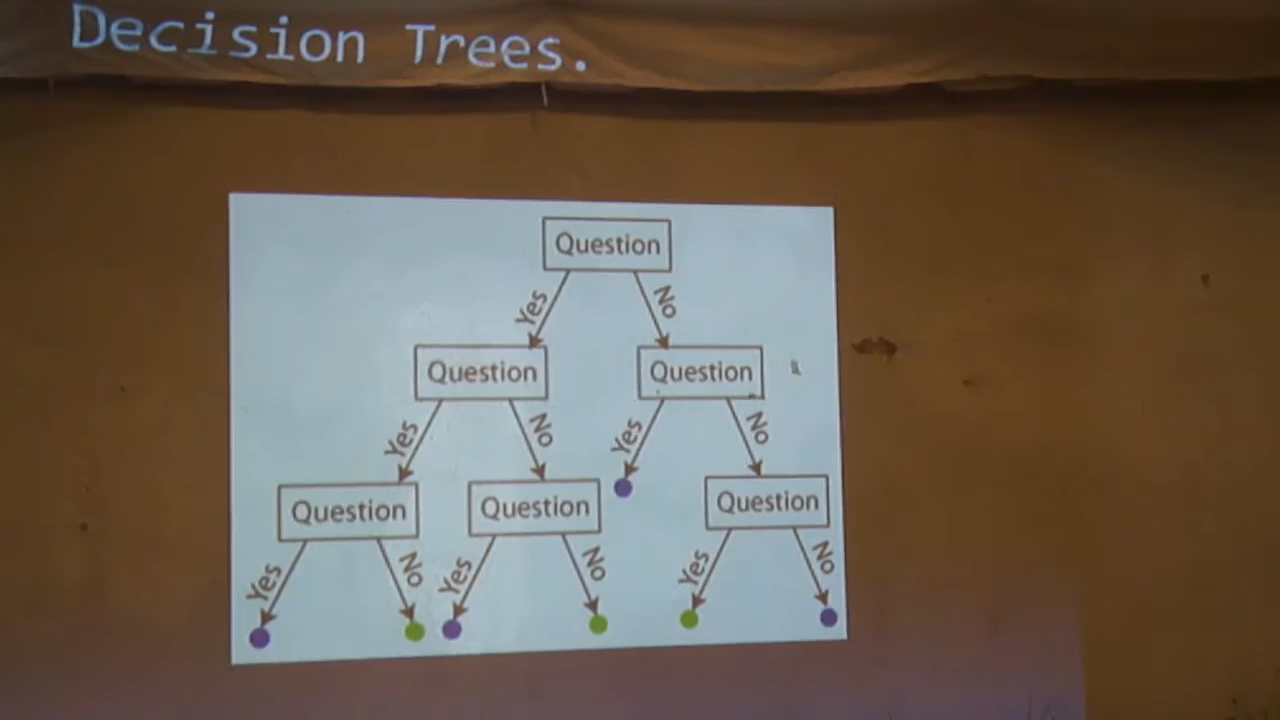 Decision Trees.
Question
Yes No
Question Question
Yes No Yes No
Question Question Question
Yes No Yes No Yes No